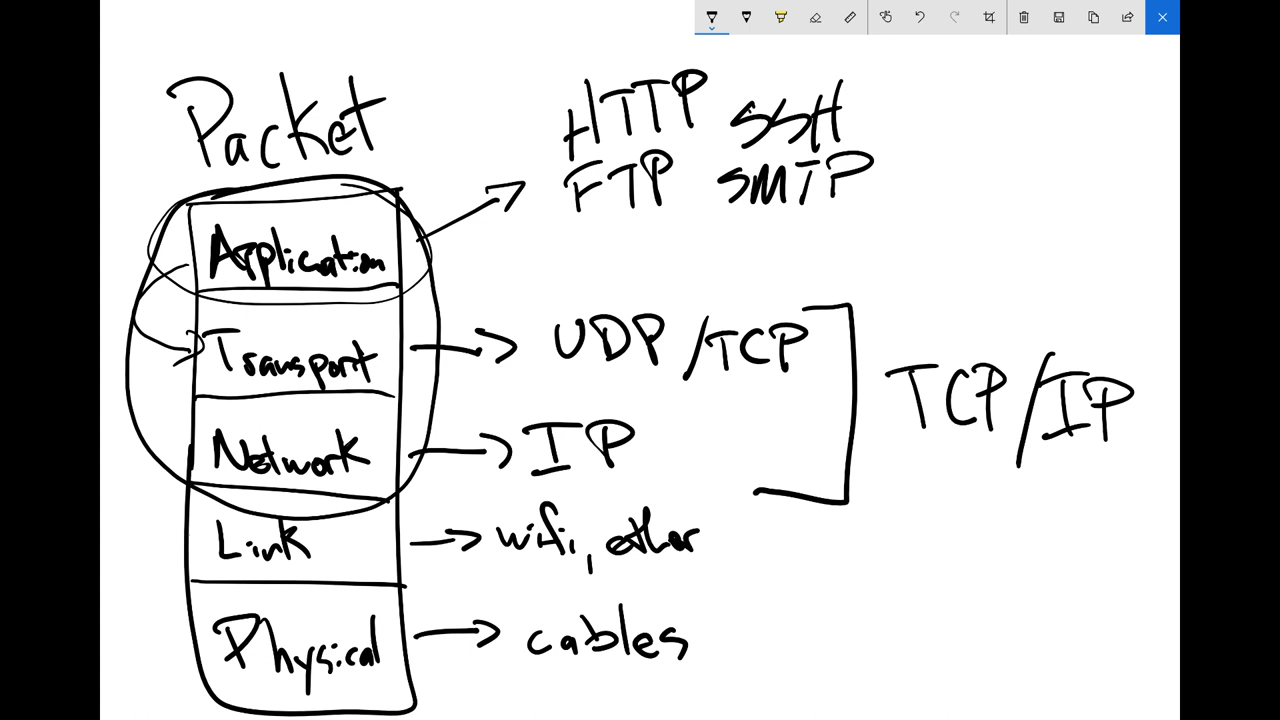 Packet
HTTP SSH
FTP SMTP
Application
Transport
UDP/TCP
TCP/IP
Network
IP
Link
wifi, ether
Physical
cables